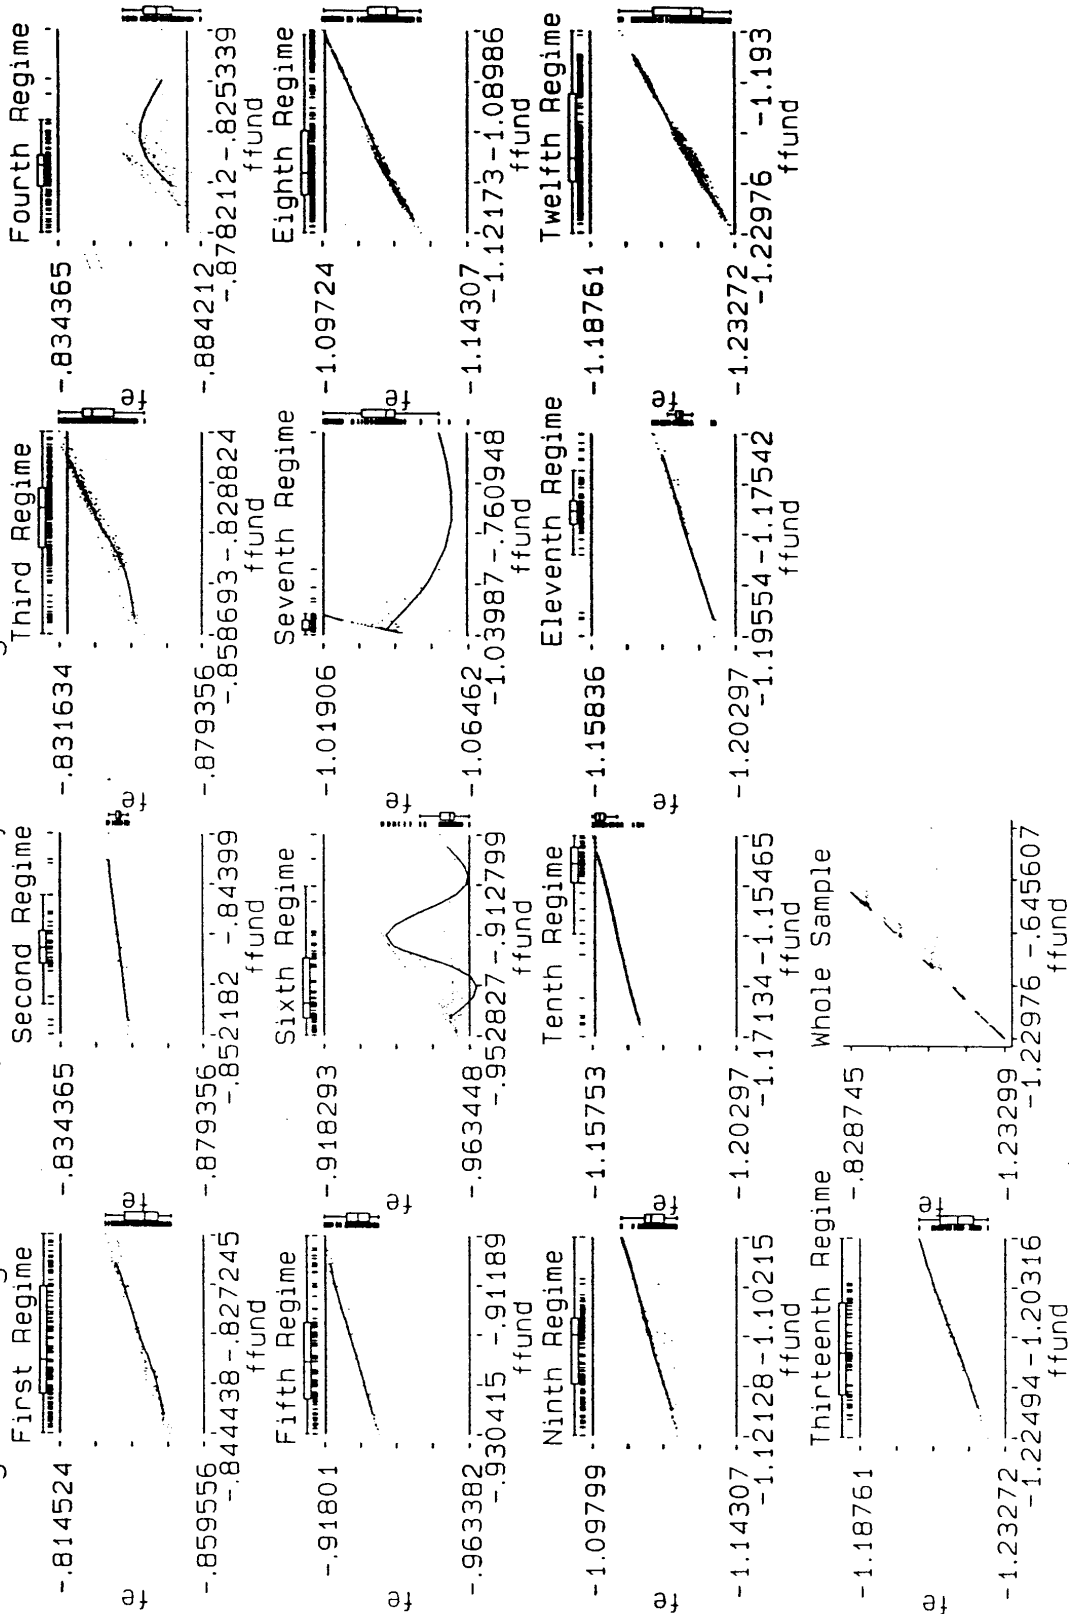 First Regime
-.814524
fe
-.859556
-.844438 -.827245
ffund
Second Regime
-.834365
-.879356
-.852182 -.84399
ffund
fe
Third Regime
-.831634
-.879356
-.858693 -.828824
ffund
fe
Fourth Regime
-.834365
-.884212
-.878212 -.825339
ffund
fe
Fifth Regime
-.91801
fe
-.963382
-.930415 -.91189
ffund
Sixth Regime
-.918293
-.963448
-.952827 -.912799
ffund
fe
Seventh Regime
-1.01906
-1.06462
-1.03987 -.760948
ffund
Eighth Regime
-1.09724
-1.14307
-1.12173 -1.08986
ffund
fe
Ninth Regime
-1.09799
fe
-1.14307
-1.12128 -1.10215
ffund
Tenth Regime
-1.15753
-1.20297
-1.17134 -1.15465
ffund
fe
Eleventh Regime
-1.15836
-1.20297
-1.19554 -1.17542
ffund
fe
Twelfth Regime
-1.18761
-1.23272
-1.22976 -1.193
ffund
fe
Thirteenth Regime
-1.18761
fe
-1.23272
-1.22494 -1.20316
ffund
Whole Sample
-.828745
-1.23299
-1.22976 -.645607
ffund
fe